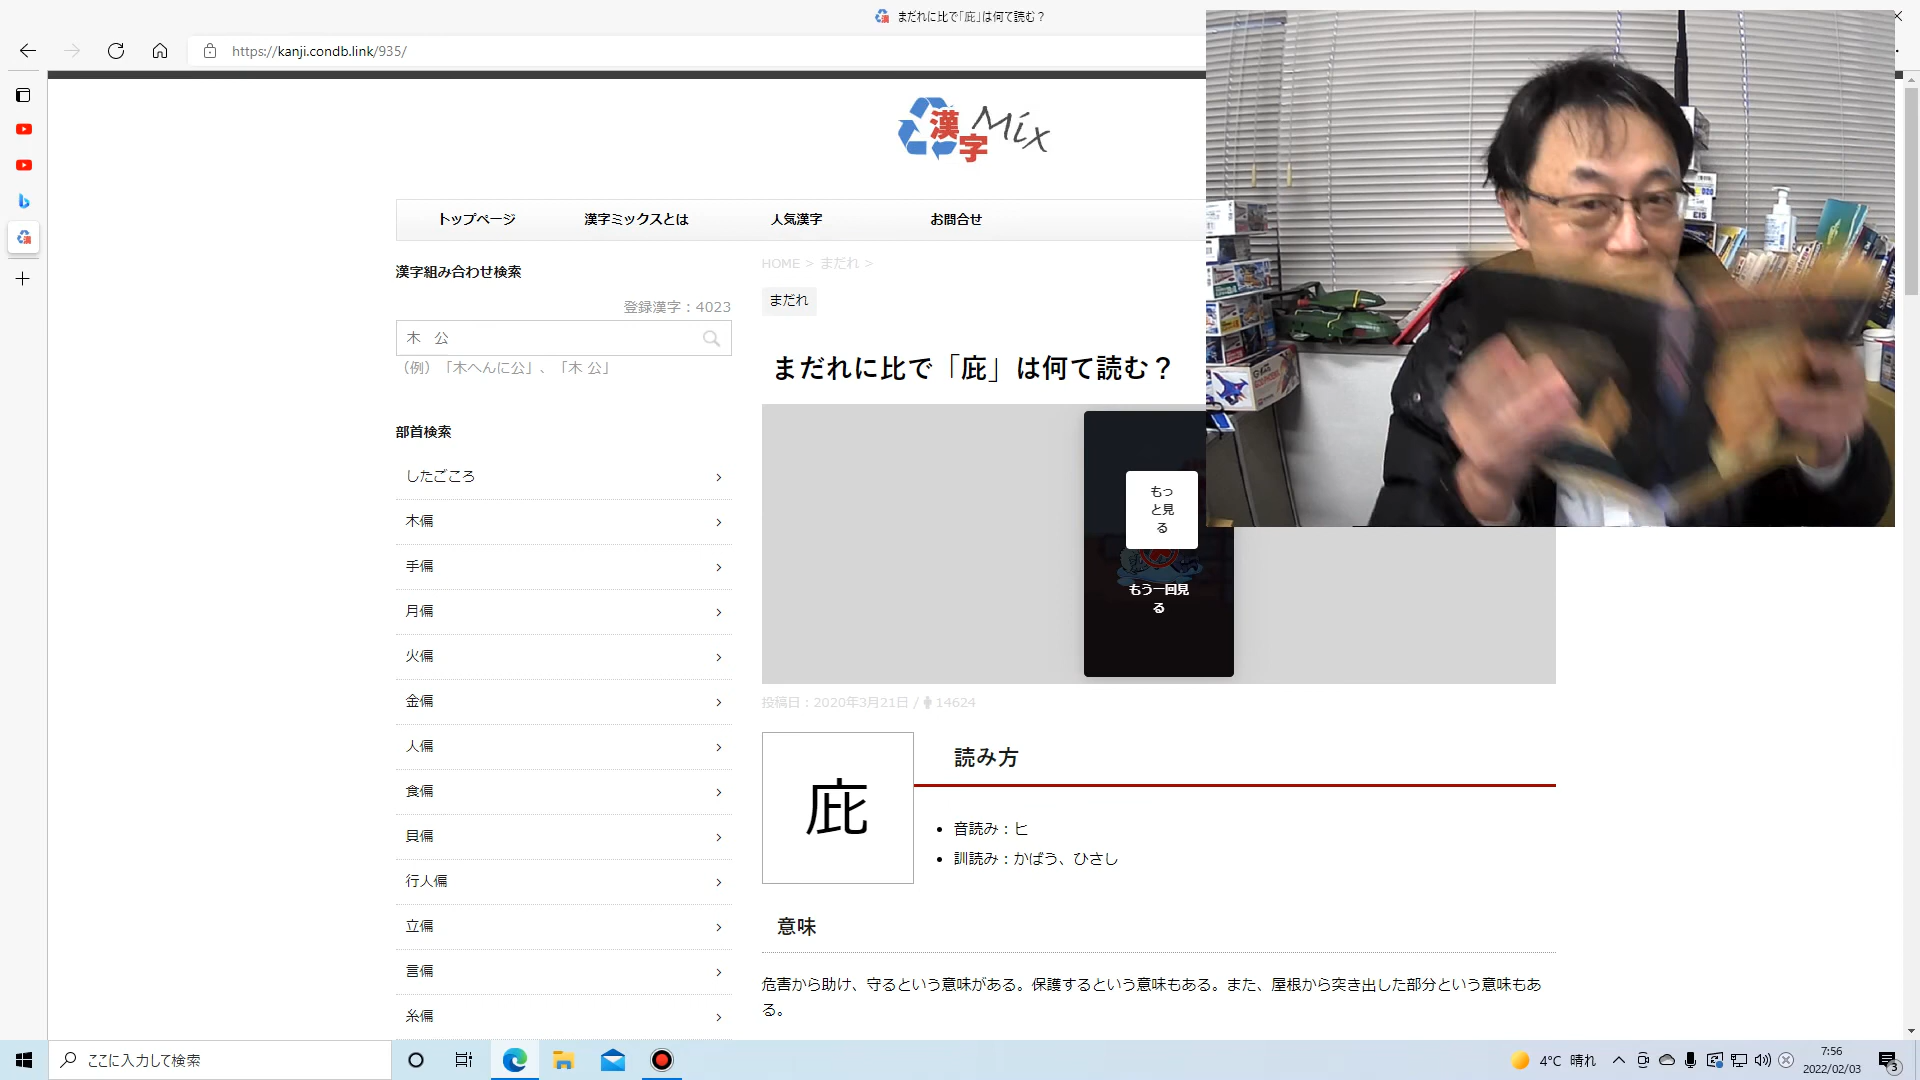 まだれに比で「庇」は何て読む？
https://kanji.condb.link/935/
漢字 Mix
トップページ 漢字ミックスとは 人気漢字 お問合せ
漢字組み合わせ検索
登録漢字：4023
木 公
（例）「木へんに公」、「木 公」
部首検索
したごころ
木偏
手偏
月偏
火偏
金偏
人偏
食偏
貝偏
行人偏
立偏
言偏
糸偏
HOME > まだれ >
まだれ
まだれに比で「庇」は何て読む？
もっ
と見
る
もう一回見
る
投稿日：2020年3月21日 / 14624
庇
読み方
音読み：ヒ
訓読み：かばう、ひさし
意味
危害から助け、守るという意味がある。保護するという意味もある。また、屋根から突き出した部分という意味もあ
る。
ここに入力して検索
4°C 晴れ
7:56
2022/02/03
3